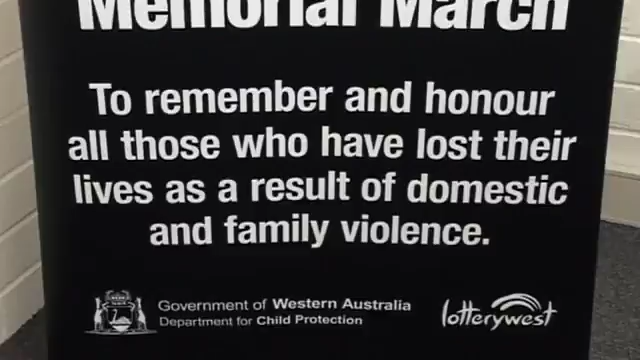 Memorial March
To remember and honour
all those who have lost their
lives as a result of domestic
and family violence.
Government of Western Australia
Department for Child Protection
lotterywest